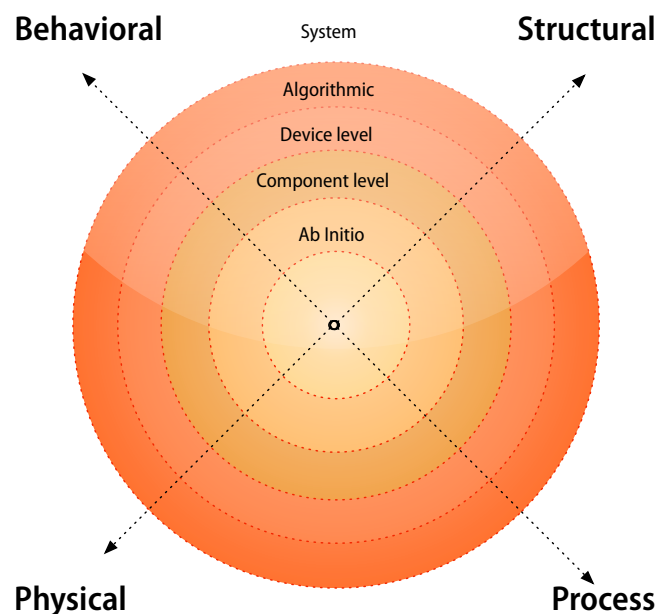 Behavioral
System
Structural
Algorithmic
Device level
Component level
Ab Initio
Physical
Process